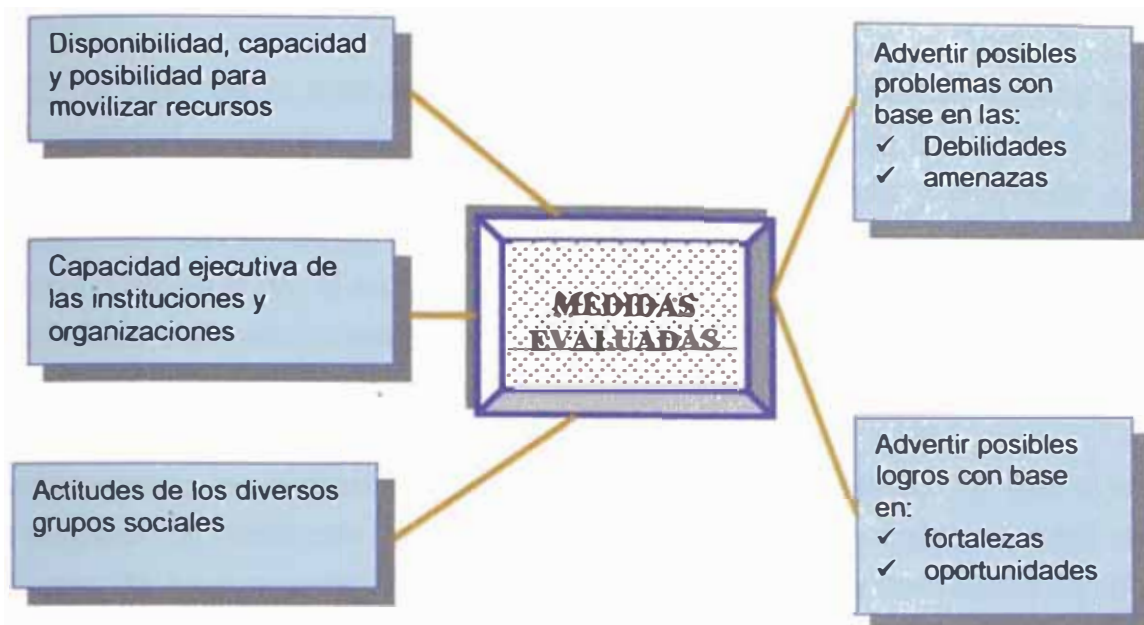 Disponibilidad, capacidad
y posibilidad para
movilizar recursos
Capacidad ejecutiva de
las instituciones y
organizaciones
Actitudes de los diversos
grupos sociales
MEDIDAS
EVALUADAS
Advertir posibles
problemas con
base en las:
✓ Debilidades
✓ amenazas
Advertir posibles
logros con base
en:
✓ fortalezas
✓ oportunidades